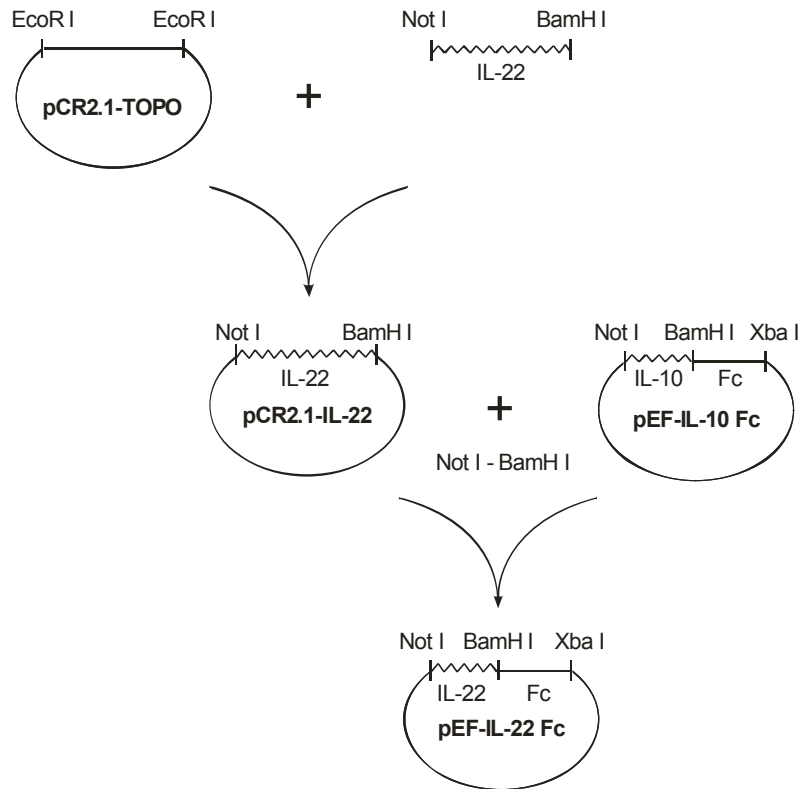 EcoR I EcoR I Not I BamH I
IL-22
pCR2.1-TOPO
+
Not I BamH I Not I BamH I Xba I
IL-22 IL-10 Fc
pCR2.1-IL-22 + pEF-IL-10 Fc
Not I - BamH I
Not I BamH I Xba I
IL-22 Fc
pEF-IL-22 Fc